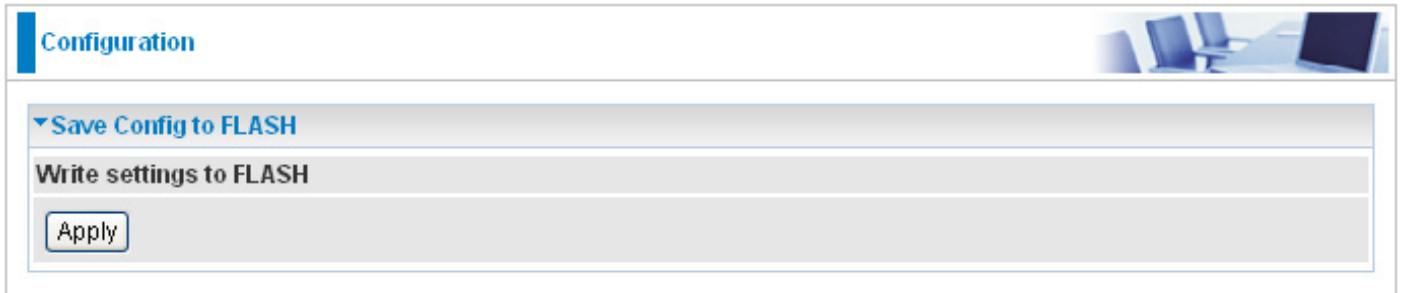 Configuration
Save Config to FLASH
Write settings to FLASH
Apply